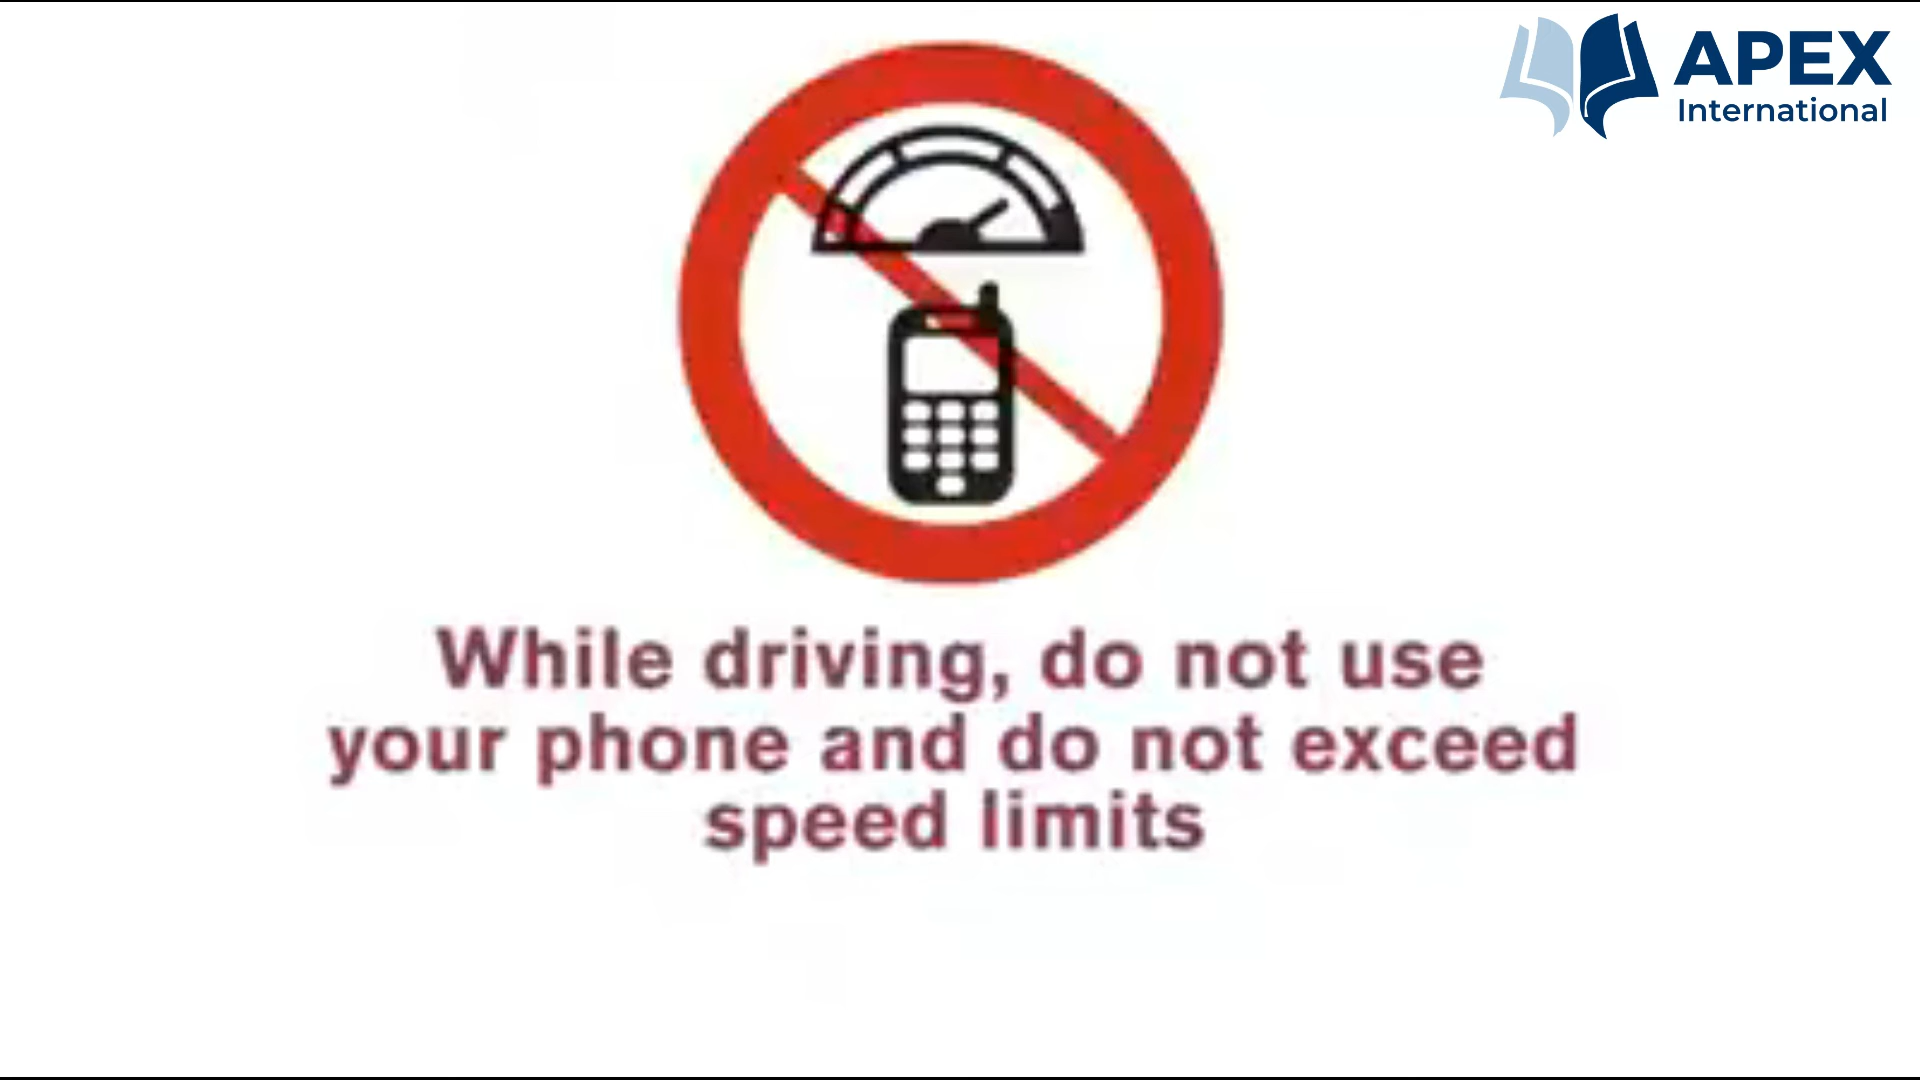 APEX
International
While driving, do not use
your phone and do not exceed
speed limits